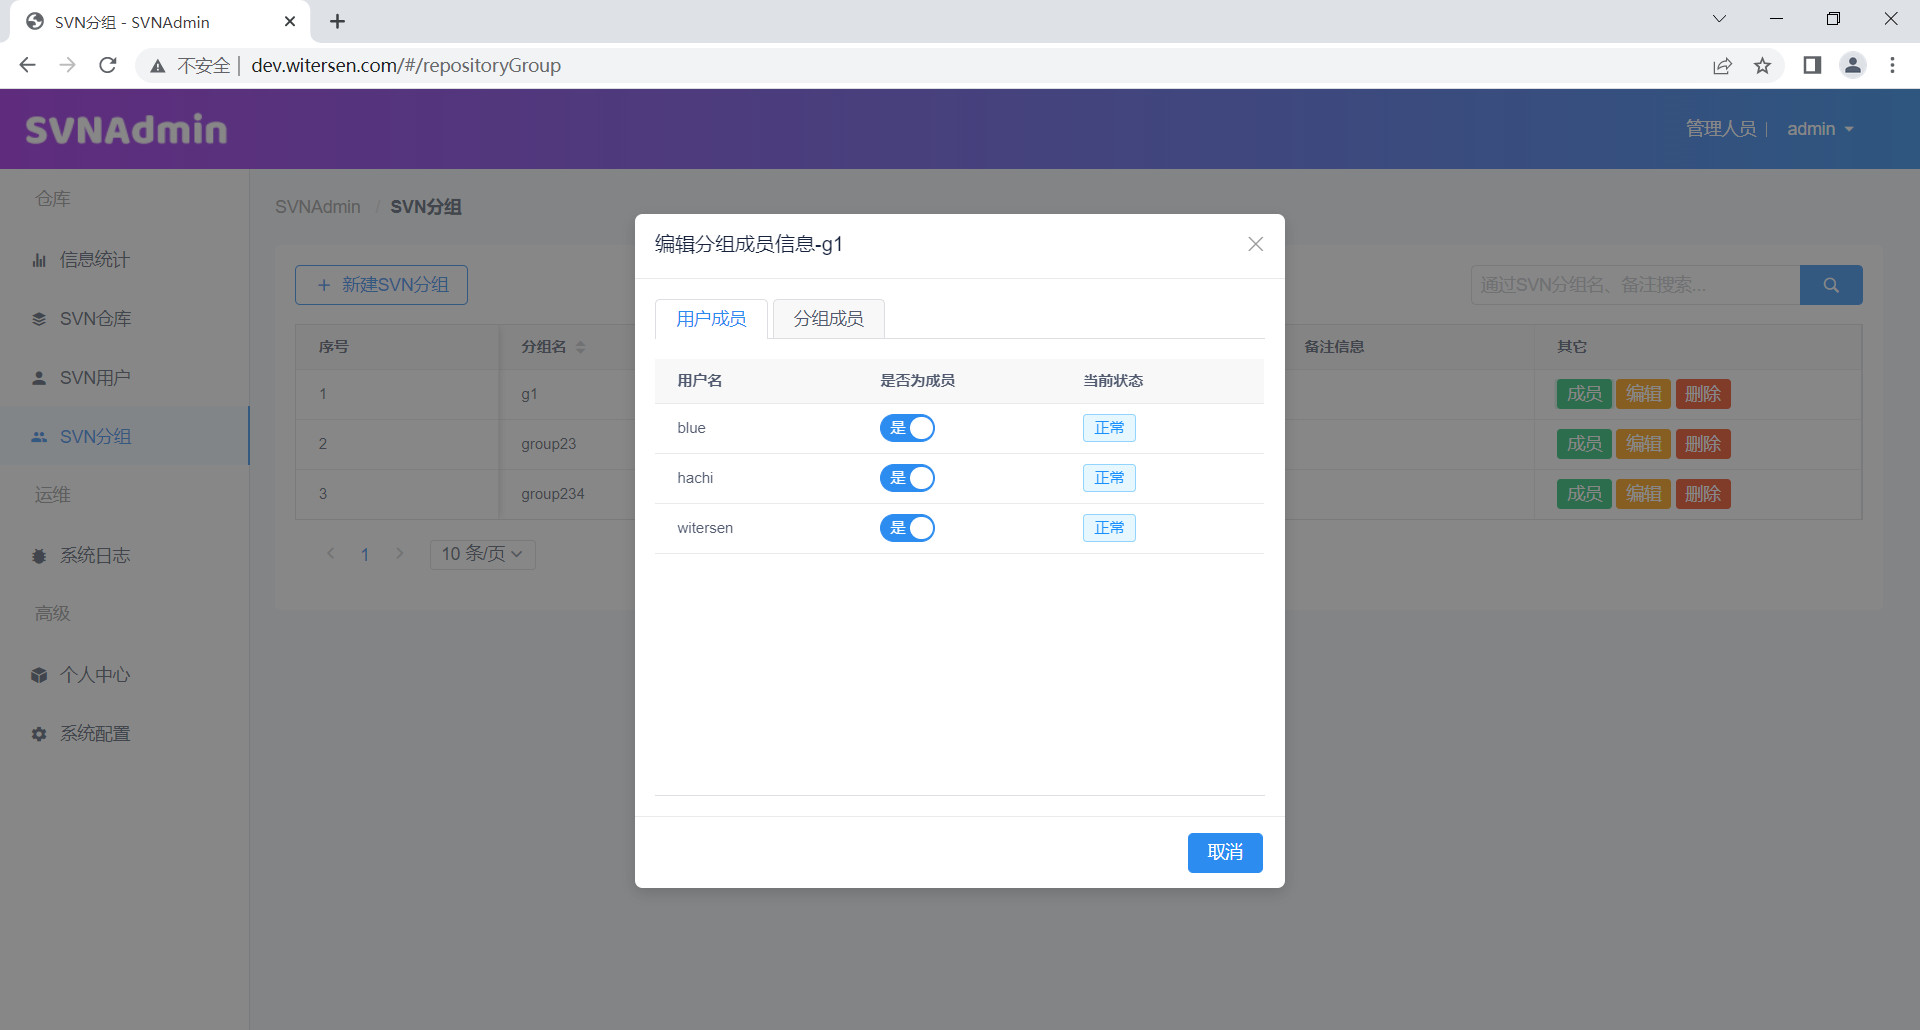 SVN分组 - SVNAdmin
不安全 | dev.witersen.com/#/repositoryGroup
SVNAdmin
管理人员 | admin
仓库
信息统计
SVN仓库
SVN用户
SVN分组
运维
系统日志
高级
个人中心
系统配置
SVNAdmin / SVN分组
+ 新建SVN分组
通过SVN分组名、备注搜索...
序号 分组名 备注信息 其它
1 g1 成员 编辑 删除
2 group23 成员 编辑 删除
3 group234 成员 编辑 删除
1 10 条/页
编辑分组成员信息-g1
用户成员 分组成员
用户名 是否为成员 当前状态
blue 是 正常
hachi 是 正常
witersen 是 正常
取消